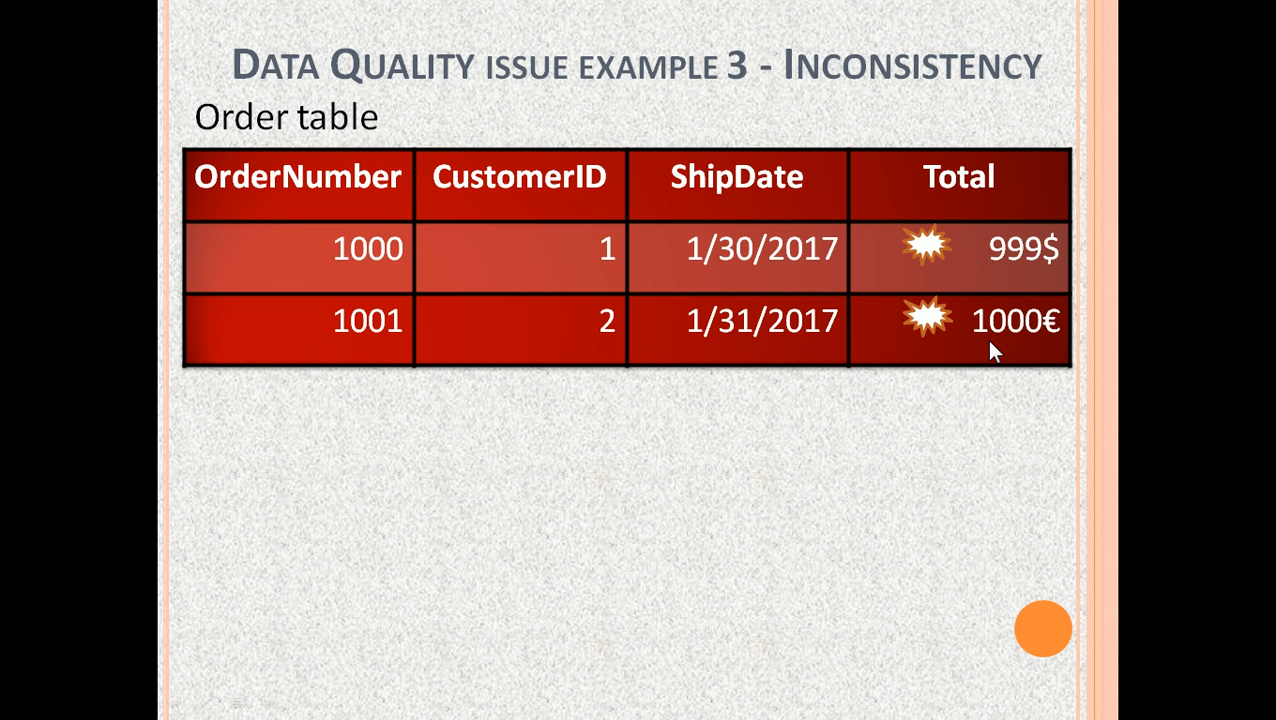 DATA QUALITY ISSUE EXAMPLE 3 - INCONSISTENCY
Order table
OrderNumber CustomerID ShipDate Total
1000 1 1/30/2017 999$
1001 2 1/31/2017 1000€